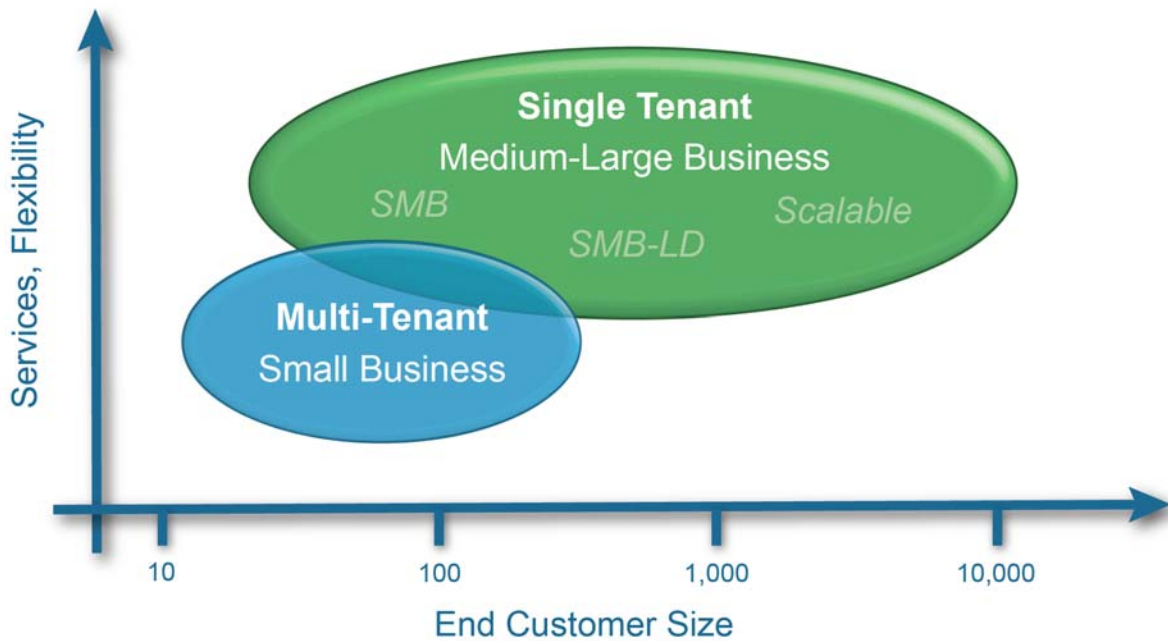 Services, Flexibility
Single Tenant
Medium-Large Business
SMB
Scalable
SMB-LD
Multi-Tenant
Small Business
10
100
1,000
10,000
End Customer Size